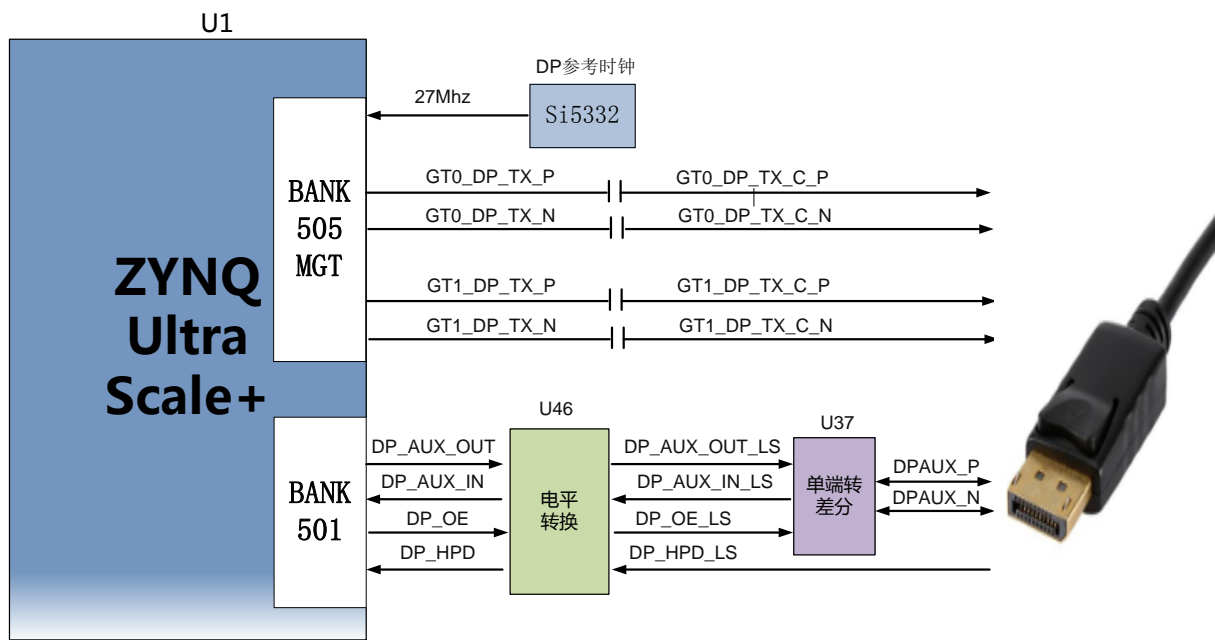 U1
DP参考时钟
27Mhz
Si5332
BANK
505
MGT
GT0_DP_TX_P
GT0_DP_TX_C_P
GT0_DP_TX_N
GT0_DP_TX_C_N
GT1_DP_TX_P
GT1_DP_TX_C_P
GT1_DP_TX_N
GT1_DP_TX_C_N
ZYNQ
Ultra
Scale+
U46
U37
BANK
501
DP_AUX_OUT
DP_AUX_IN
DP_OE
DP_HPD
电平
转换
DP_AUX_OUT_LS
DP_AUX_IN_LS
DP_OE_LS
DP_HPD_LS
单端转
差分
DPAUX_P
DPAUX_N